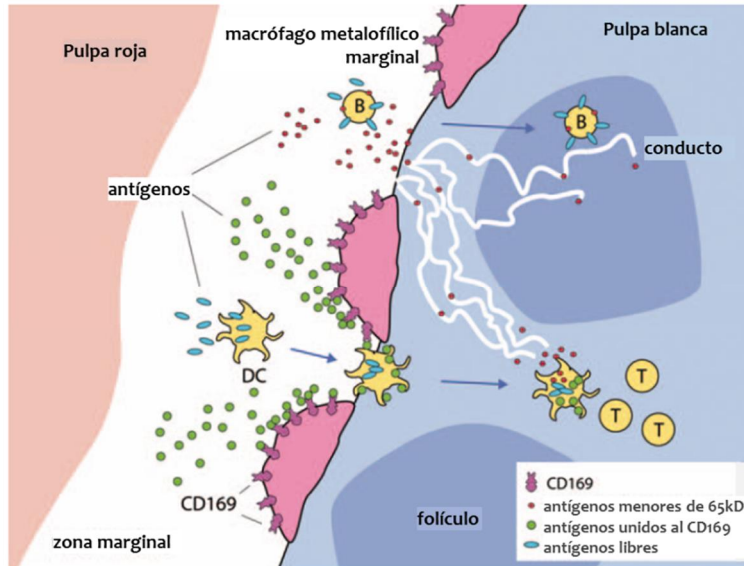 Pulpa roja
macrófago metalofílico
marginal
Pulpa blanca
B
B
conducto
antígenos
DC
T
T
T
CD169
zona marginal
folículo
CD169
antígenos menores de 65kD
antígenos unidos al CD169
antígenos libres